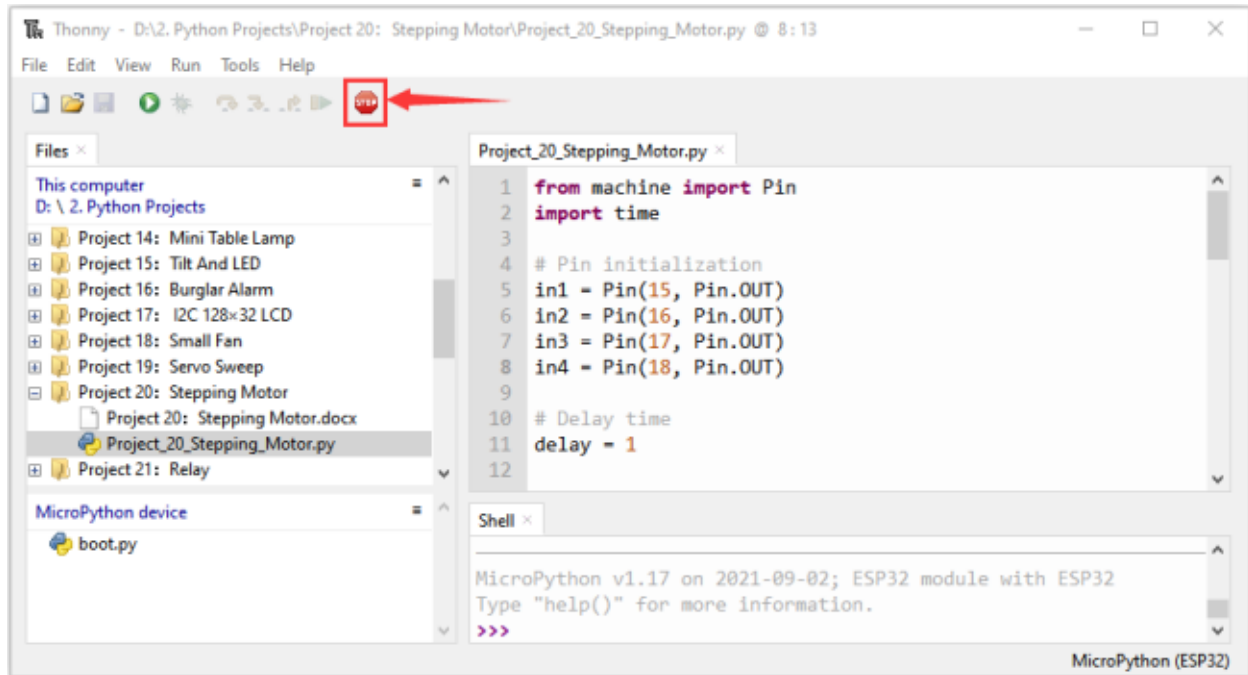 Thonny - D:\2. Python Projects\Project 20： Stepping Motor\Project_20_Stepping_Motor.py @ 8:13
File Edit View Run Tools Help
STOP
Files
This computer
D: \ 2. Python Projects
Project 14： Mini Table Lamp
Project 15： Tilt And LED
Project 16： Burglar Alarm
Project 17： I2C 128×32 LCD
Project 18： Small Fan
Project 19： Servo Sweep
Project 20： Stepping Motor
Project 20： Stepping Motor.docx
Project_20_Stepping_Motor.py
Project 21： Relay
MicroPython device
boot.py
Project_20_Stepping_Motor.py
1 from machine import Pin
2 import time
3
4 # Pin initialization
5 in1 = Pin(15, Pin.OUT)
6 in2 = Pin(16, Pin.OUT)
7 in3 = Pin(17, Pin.OUT)
8 in4 = Pin(18, Pin.OUT)
9
10 # Delay time
11 delay = 1
12
Shell
MicroPython v1.17 on 2021-09-02; ESP32 module with ESP32
Type "help()" for more information.
>>>
MicroPython (ESP32)